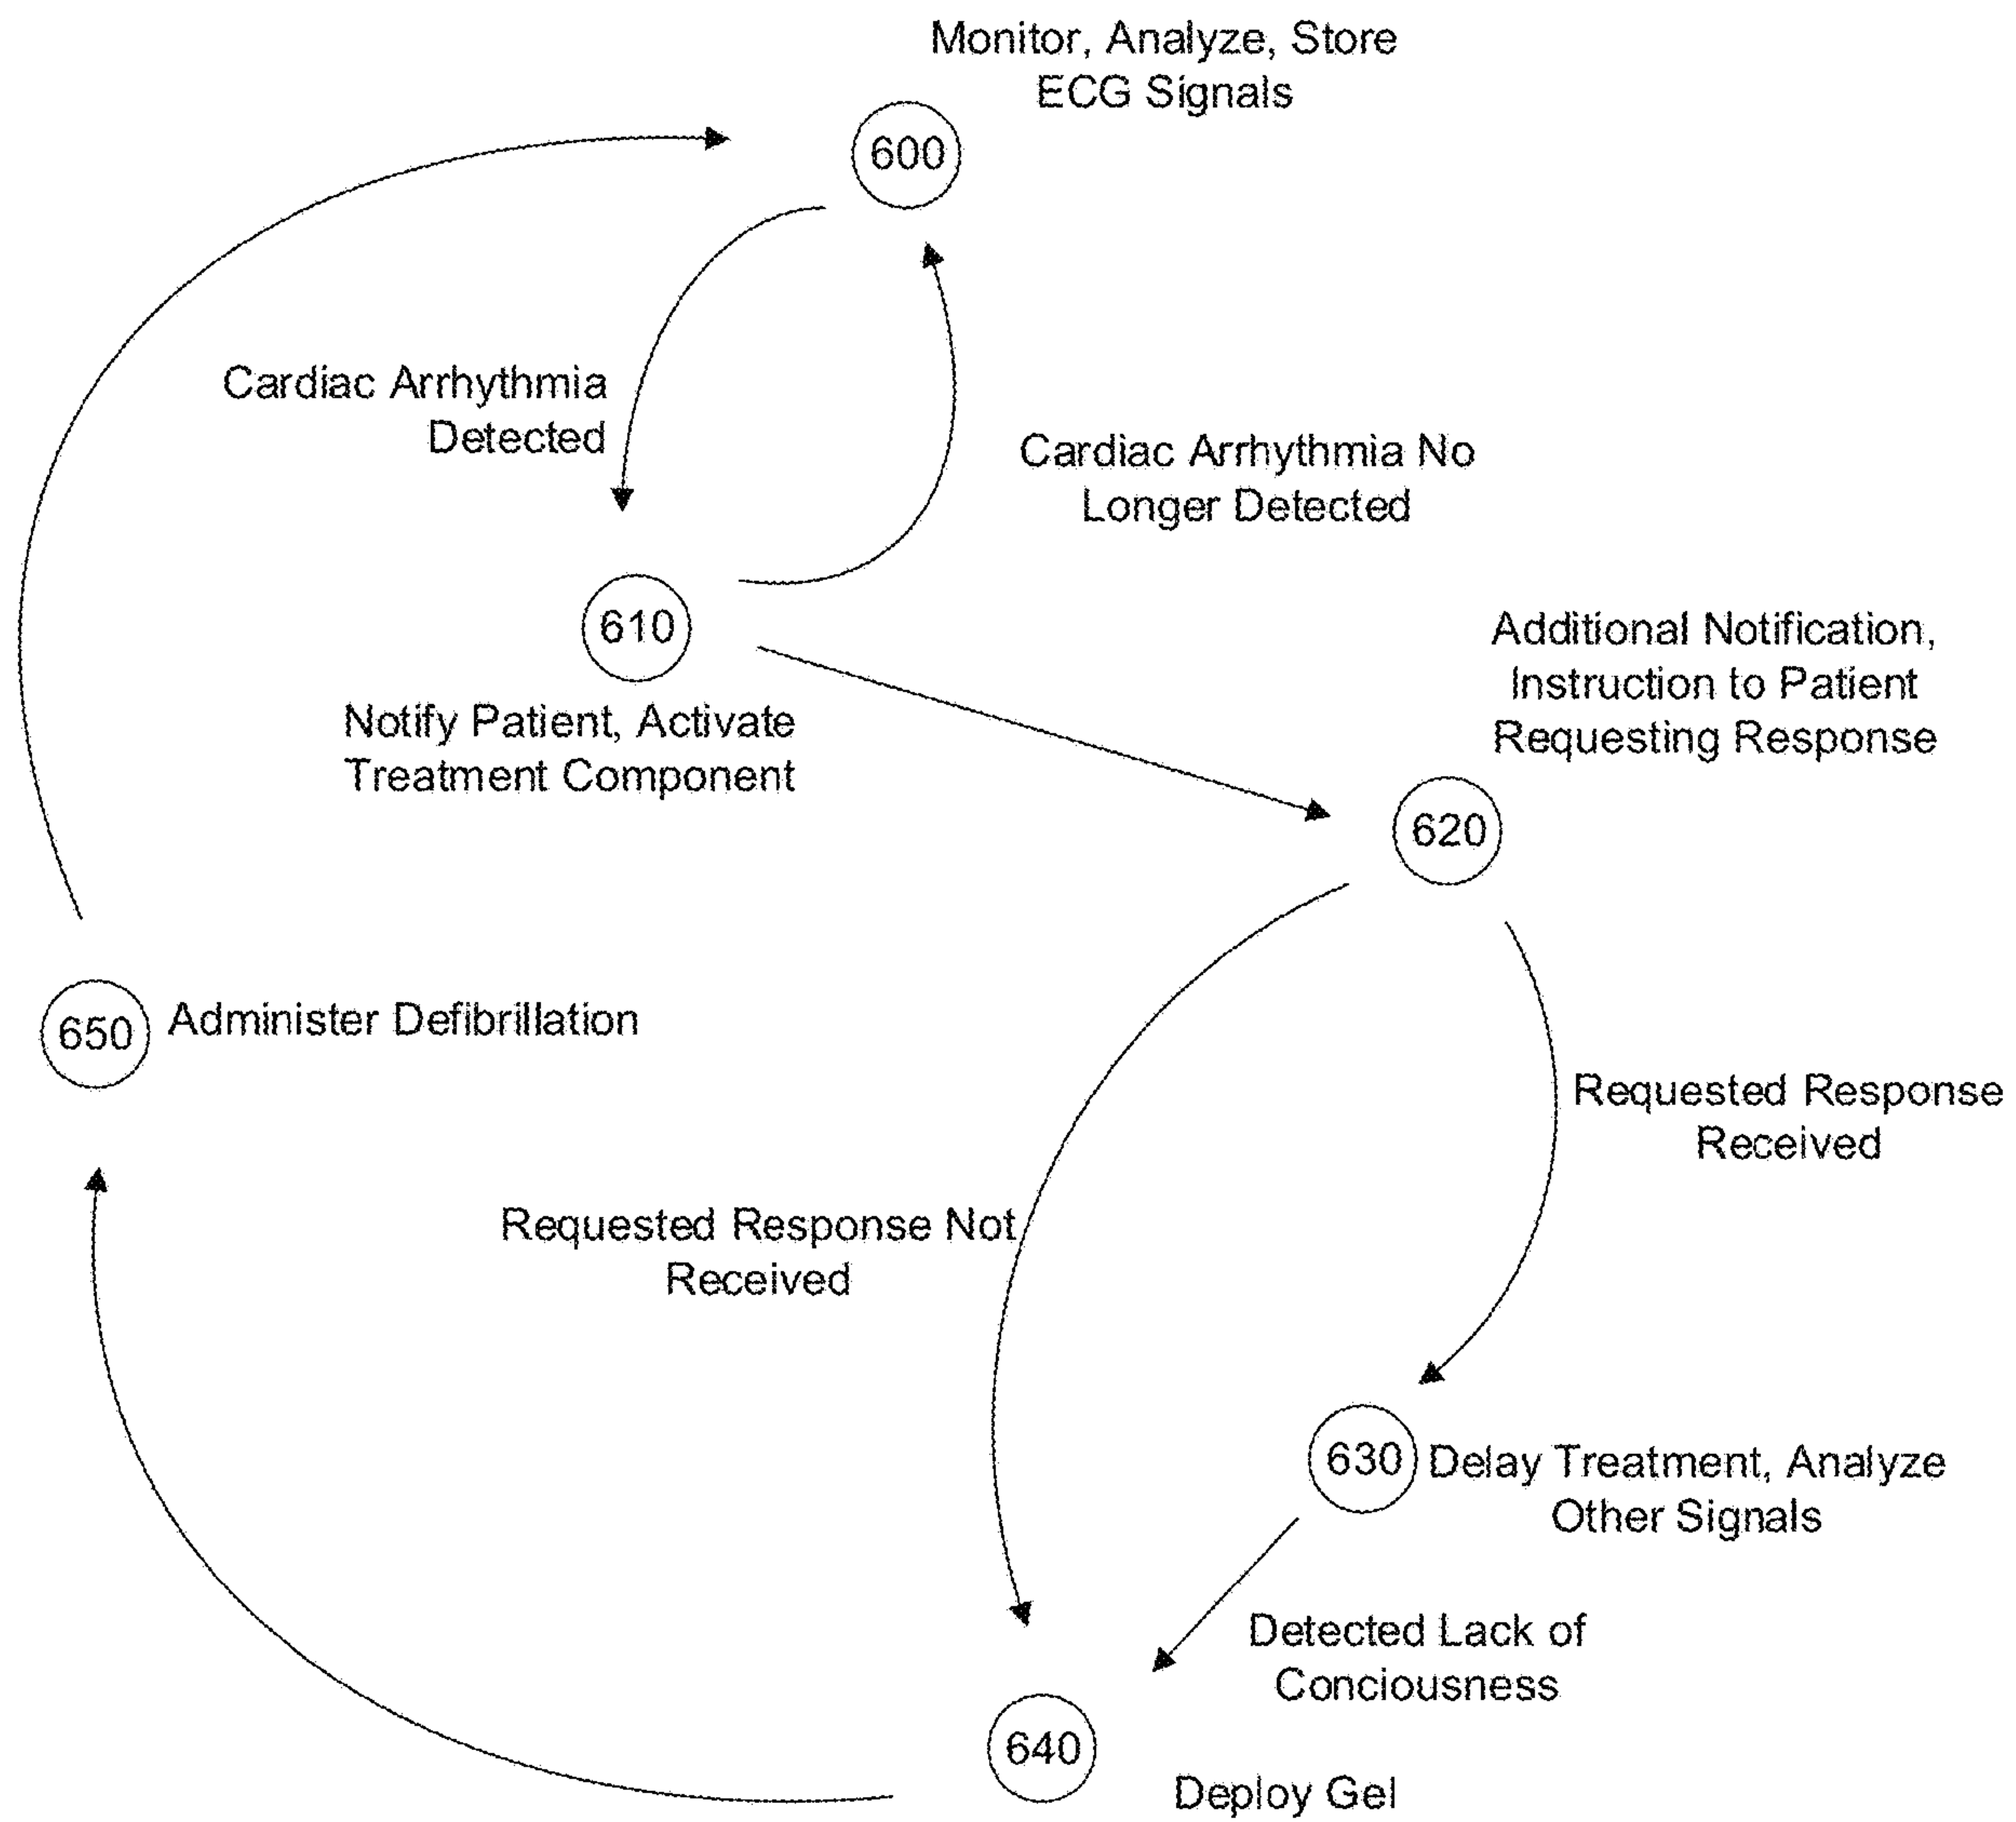 Monitor, Analyze, Store
ECG Signals
600
Cardiac Arrhythmia
Detected
Cardiac Arrhythmia No
Longer Detected
610
Notify Patient, Activate
Treatment Component
Additional Notification,
Instruction to Patient
Requesting Response
620
650
Administer Defibrillation
Requested Response
Received
Requested Response Not
Received
630
Delay Treatment, Analyze
Other Signals
Detected Lack of
Conciousness
640
Deploy Gel